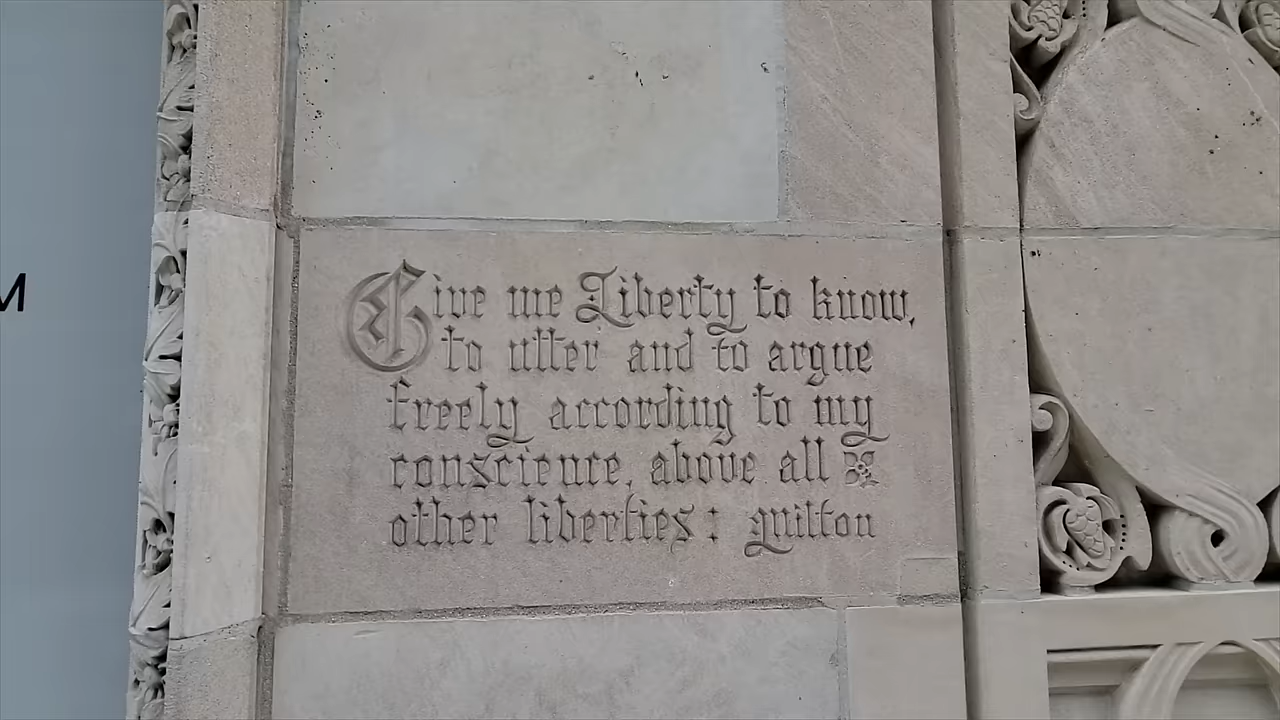 M
Give me Liberty to know,
to utter and to argue
freely according to my
conscience, above all
other liberties: Milton